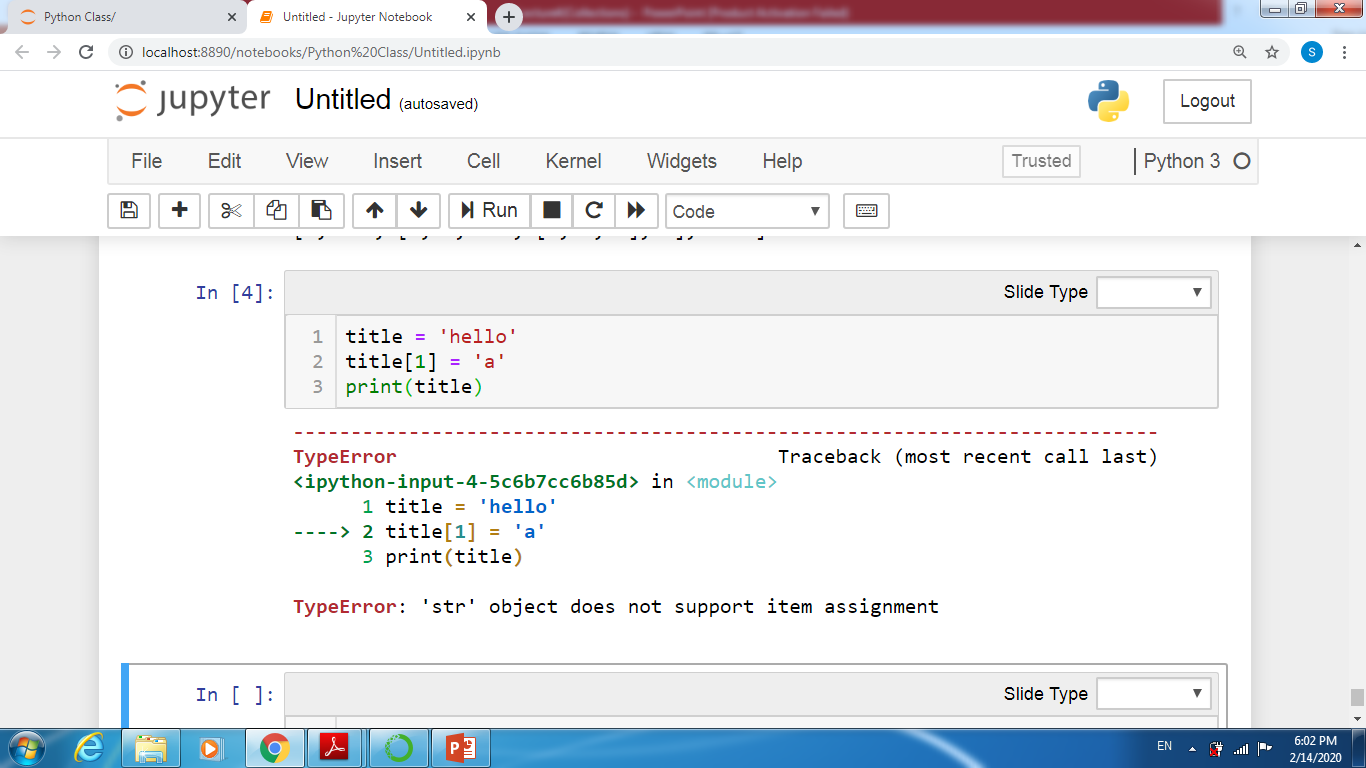 Python Class/
Untitled - Jupyter Notebook
localhost:8890/notebooks/Python%20Class/Untitled.ipynb
S
jupyter Untitled (autosaved)
Logout
File Edit View Insert Cell Kernel Widgets Help Trusted Python 3
Run Code
In [4]:
Slide Type
1 title = 'hello'
2 title[1] = 'a'
3 print(title)
---------------------------------------------------------------------------
TypeError Traceback (most recent call last)
<ipython-input-4-5c6b7cc6b85d> in <module>
1 title = 'hello'
----> 2 title[1] = 'a'
3 print(title)
TypeError: 'str' object does not support item assignment
In [ ]:
Slide Type
EN
6:02 PM
2/14/2020